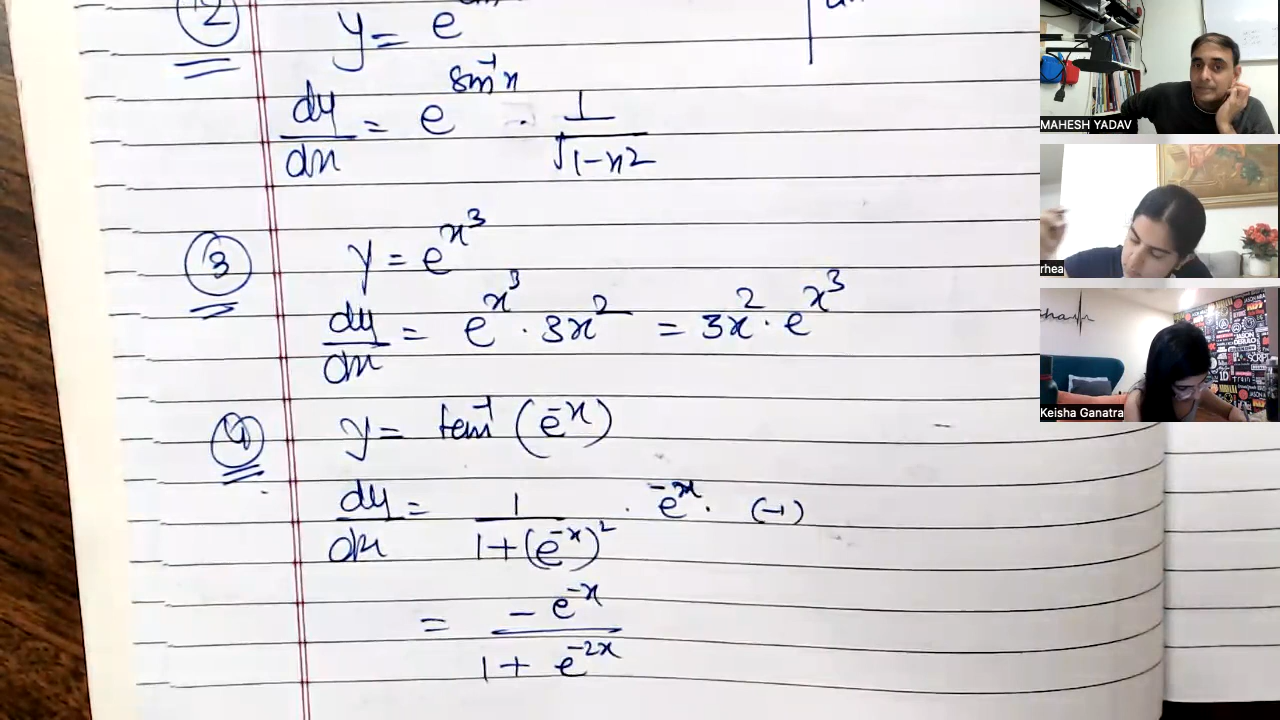 2
y = e
dy/dx = e^sin⁻¹x · 1/√1-x2
3
y = e^x³
dy/dx = e^x³ · 3x² = 3x² · e^x³
4
y = tan⁻¹ (e^-x)
dy/dx = 1/1+(e^-x)² · e^-x · (-1)
= -e^-x/1 + e^-2x
MAHESH YADAV
rhea
Keisha Ganatra